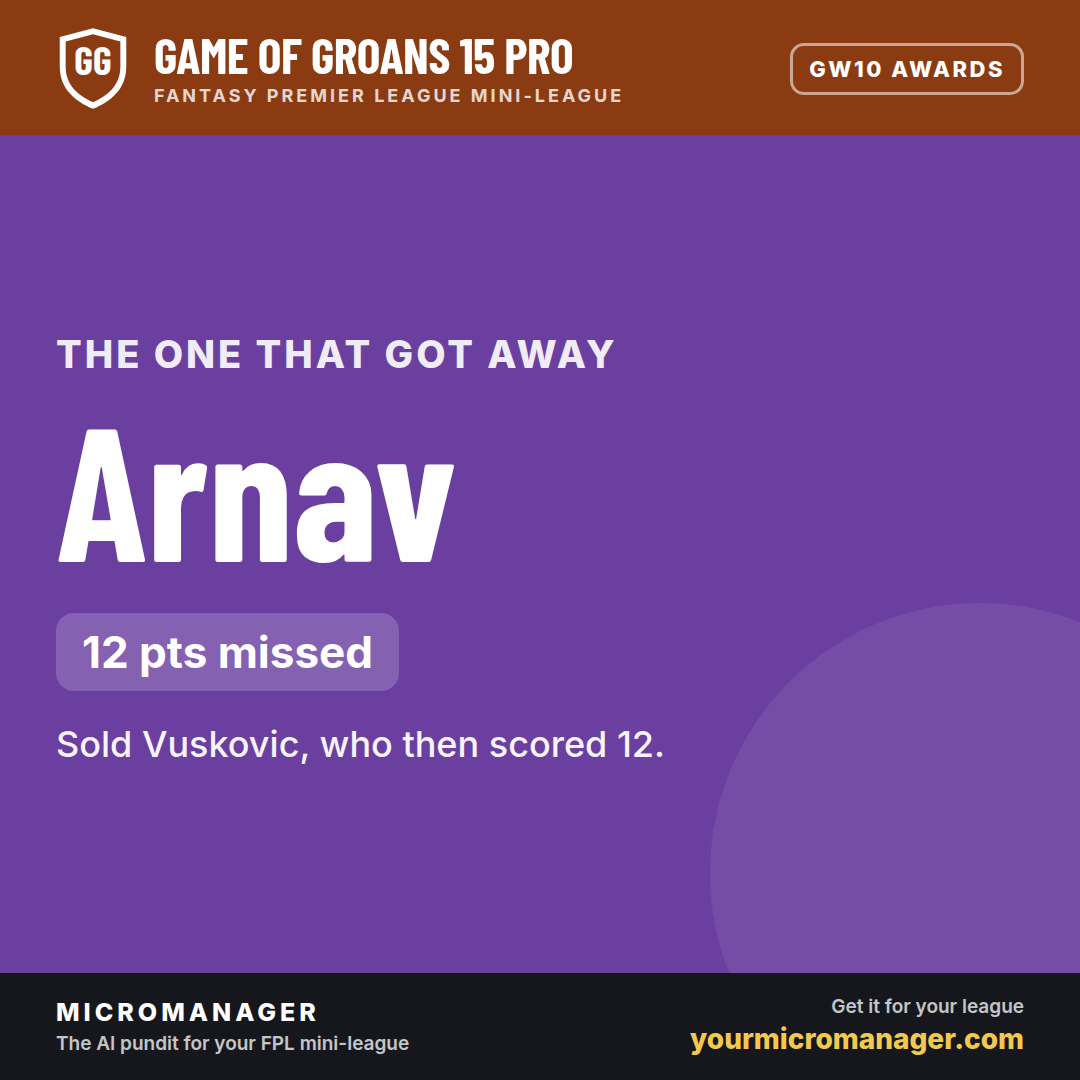 GG
GAME OF GROANS 15 PRO
FANTASY PREMIER LEAGUE MINI-LEAGUE
GW10 AWARDS
THE ONE THAT GOT AWAY
Arnav
12 pts missed
Sold Vuskovic, who then scored 12.
MICROMANAGER
The AI pundit for your FPL mini-league
Get it for your league
yourmicromanager.com